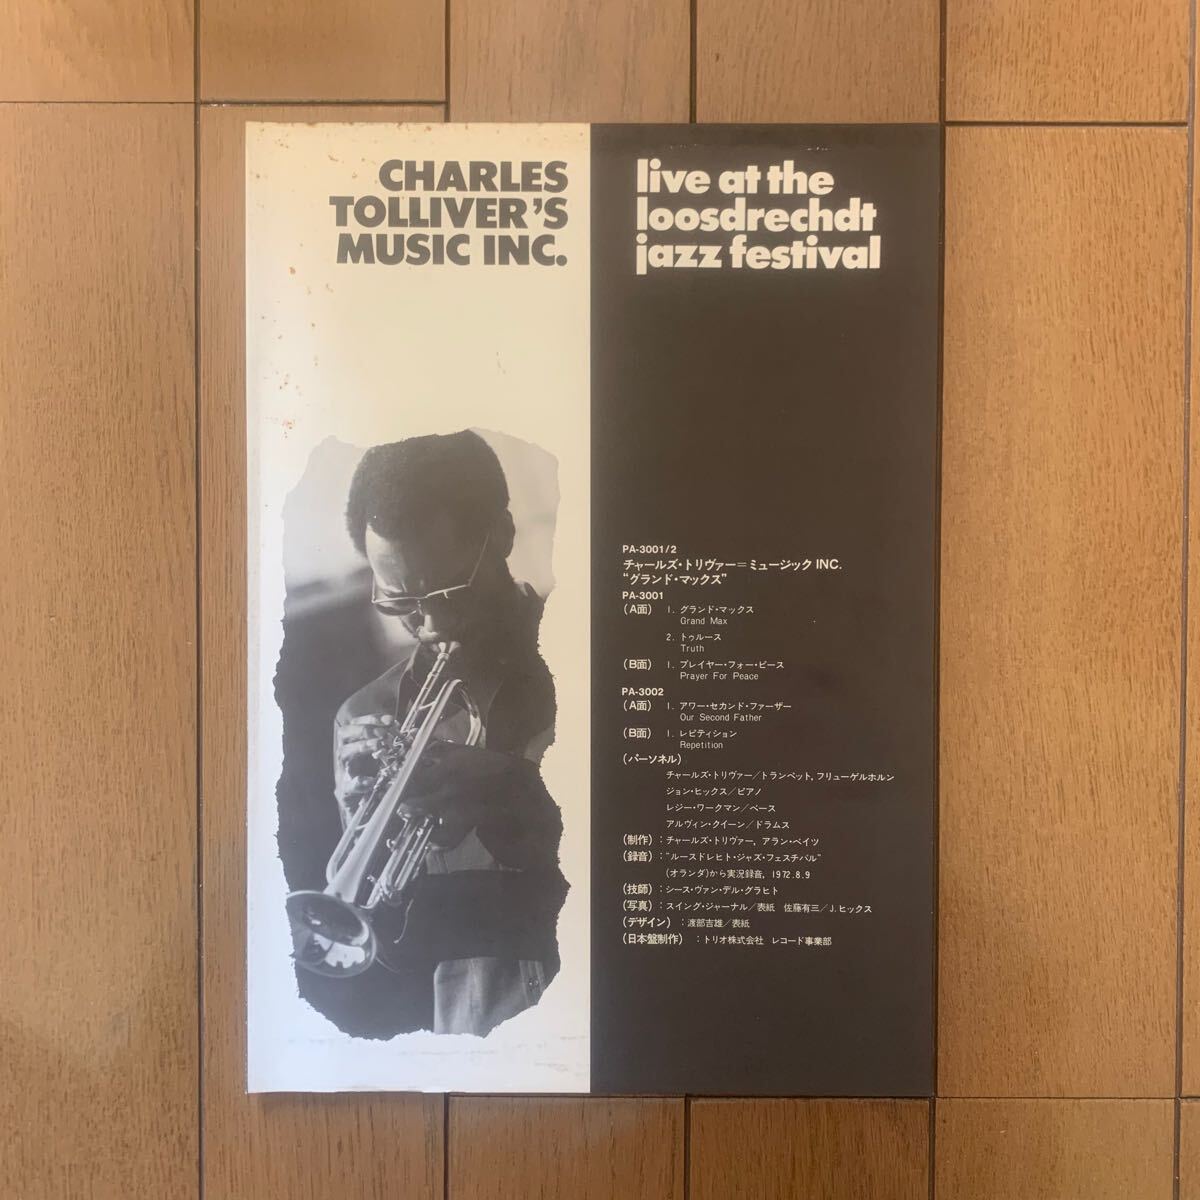 CHARLES
TOLLIVER'S
MUSIC INC.
live at the
loosdrechdt
jazz festival
PA-3001/2
チャールズ・トリヴァー＝ミュージック INC.
“グランド・マックス”
PA-3001
(A面) 1. グランド・マックス
Grand Max
2. トゥルース
Truth
(B面) 1. プレイヤー・フォー・ピース
Prayer For Peace
PA-3002
(A面) 1. アワー・セカンド・ファーザー
Our Second Father
(B面) 1. レピティション
Repetition
(パーソネル)
チャールズ・トリヴァー／トランペット, フリューゲルホルン
ジョン・ヒックス／ピアノ
レジー・ワークマン／ベース
アルヴィン・クイーン／ドラムス
(制作)：チャールズ・トリヴァー, アラン・ベイツ
(録音)：“ルースドレヒト・ジャズ・フェスチバル”
(オランダ)から実況録音, 1972.8.9
(技師)：シース・ヴァン・デル・グラヒト
(写真)：スイング・ジャーナル／表紙 佐藤有三／J.ヒックス
(デザイン)：渡部吉雄／表紙
(日本盤制作)：トリオ株式会社 レコード事業部